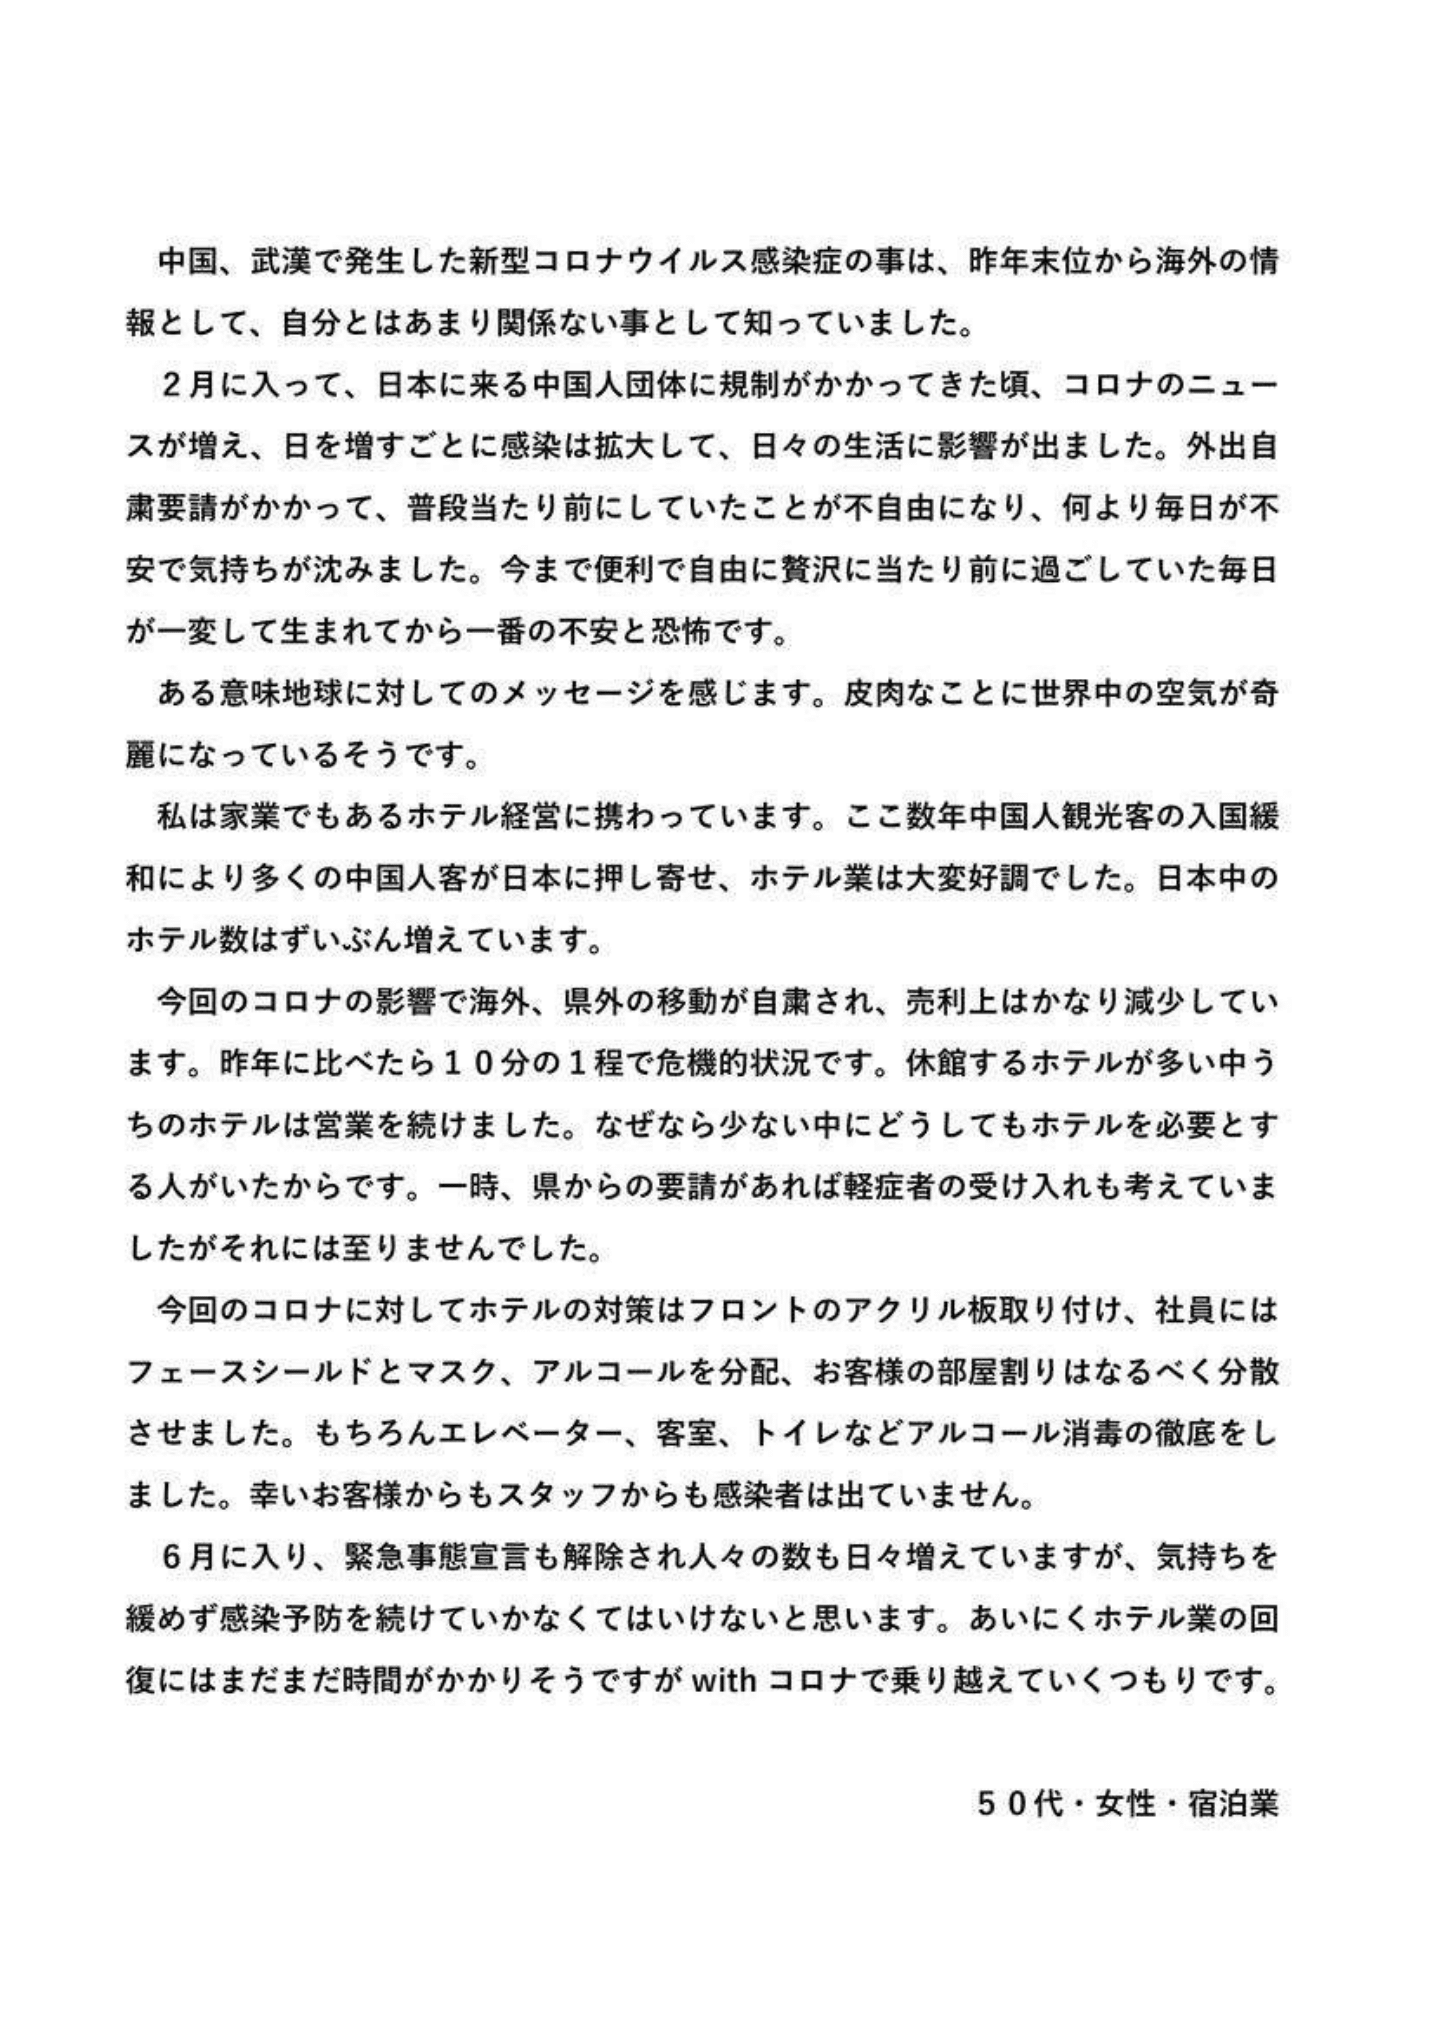 中国、武漢で発生した新型コロナウイルス感染症の事は、昨年末位から海外の情
報として、自分とはあまり関係ない事として知っていました。
２月に入って、日本に来る中国人団体に規制がかかってきた頃、コロナのニュー
スが増え、日を増すごとに感染は拡大して、日々の生活に影響が出ました。外出自
粛要請がかかって、普段当たり前にしていたことが不自由になり、何より毎日が不
安で気持ちが沈みました。今まで便利で自由に贅沢に当たり前に過ごしていた毎日
が一変して生まれてから一番の不安と恐怖です。
ある意味地球に対してのメッセージを感じます。皮肉なことに世界中の空気が奇
麗になっているそうです。
私は家業でもあるホテル経営に携わっています。ここ数年中国人観光客の入国緩
和により多くの中国人客が日本に押し寄せ、ホテル業は大変好調でした。日本中の
ホテル数はずいぶん増えています。
今回のコロナの影響で海外、県外の移動が自粛され、売利上はかなり減少してい
ます。昨年に比べたら１０分の１程で危機的状況です。休館するホテルが多い中う
ちのホテルは営業を続けました。なぜなら少ない中にどうしてもホテルを必要とす
る人がいたからです。一時、県からの要請があれば軽症者の受け入れも考えていま
したがそれには至りませんでした。
今回のコロナに対してホテルの対策はフロントのアクリル板取り付け、社員には
フェースシールドとマスク、アルコールを分配、お客様の部屋割りはなるべく分散
させました。もちろんエレベーター、客室、トイレなどアルコール消毒の徹底をし
ました。幸いお客様からもスタッフからも感染者は出ていません。
６月に入り、緊急事態宣言も解除され人々の数も日々増えていますが、気持ちを
緩めず感染予防を続けていかなくてはいけないと思います。あいにくホテル業の回
復にはまだまだ時間がかかりそうですが with コロナで乗り越えていくつもりです。
５０代・女性・宿泊業